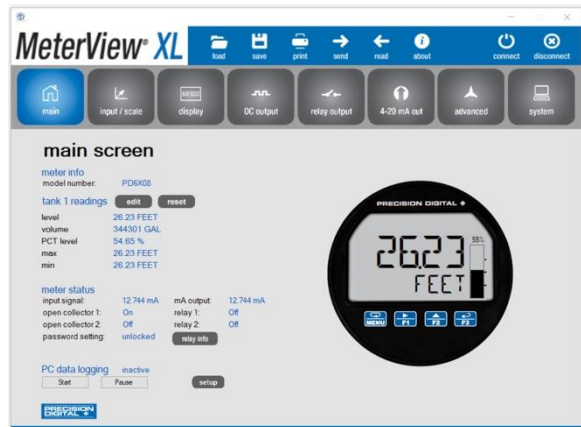 MeterView® XL
load save print send read about connect disconnect
main input / scale display OC output relay output 4-20 mA out advanced system
main screen
meter info
model number: PD6X08
tank 1 readings edit reset
level 26.23 FEET
volume 344301 GAL
PCT level 54.65 %
max 26.23 FEET
min 26.23 FEET
meter status
input signal: 12.744 mA mA output: 12.744 mA
open collector 1: On relay 1: Off
open collector 2: Off relay 2: Off
password setting: unlocked relay info
PC data logging inactive
Start Pause setup
PRECISION
DIGITAL
PRECISION DIGITAL
26.23
55%
FEET
MENU F1 F2 F3